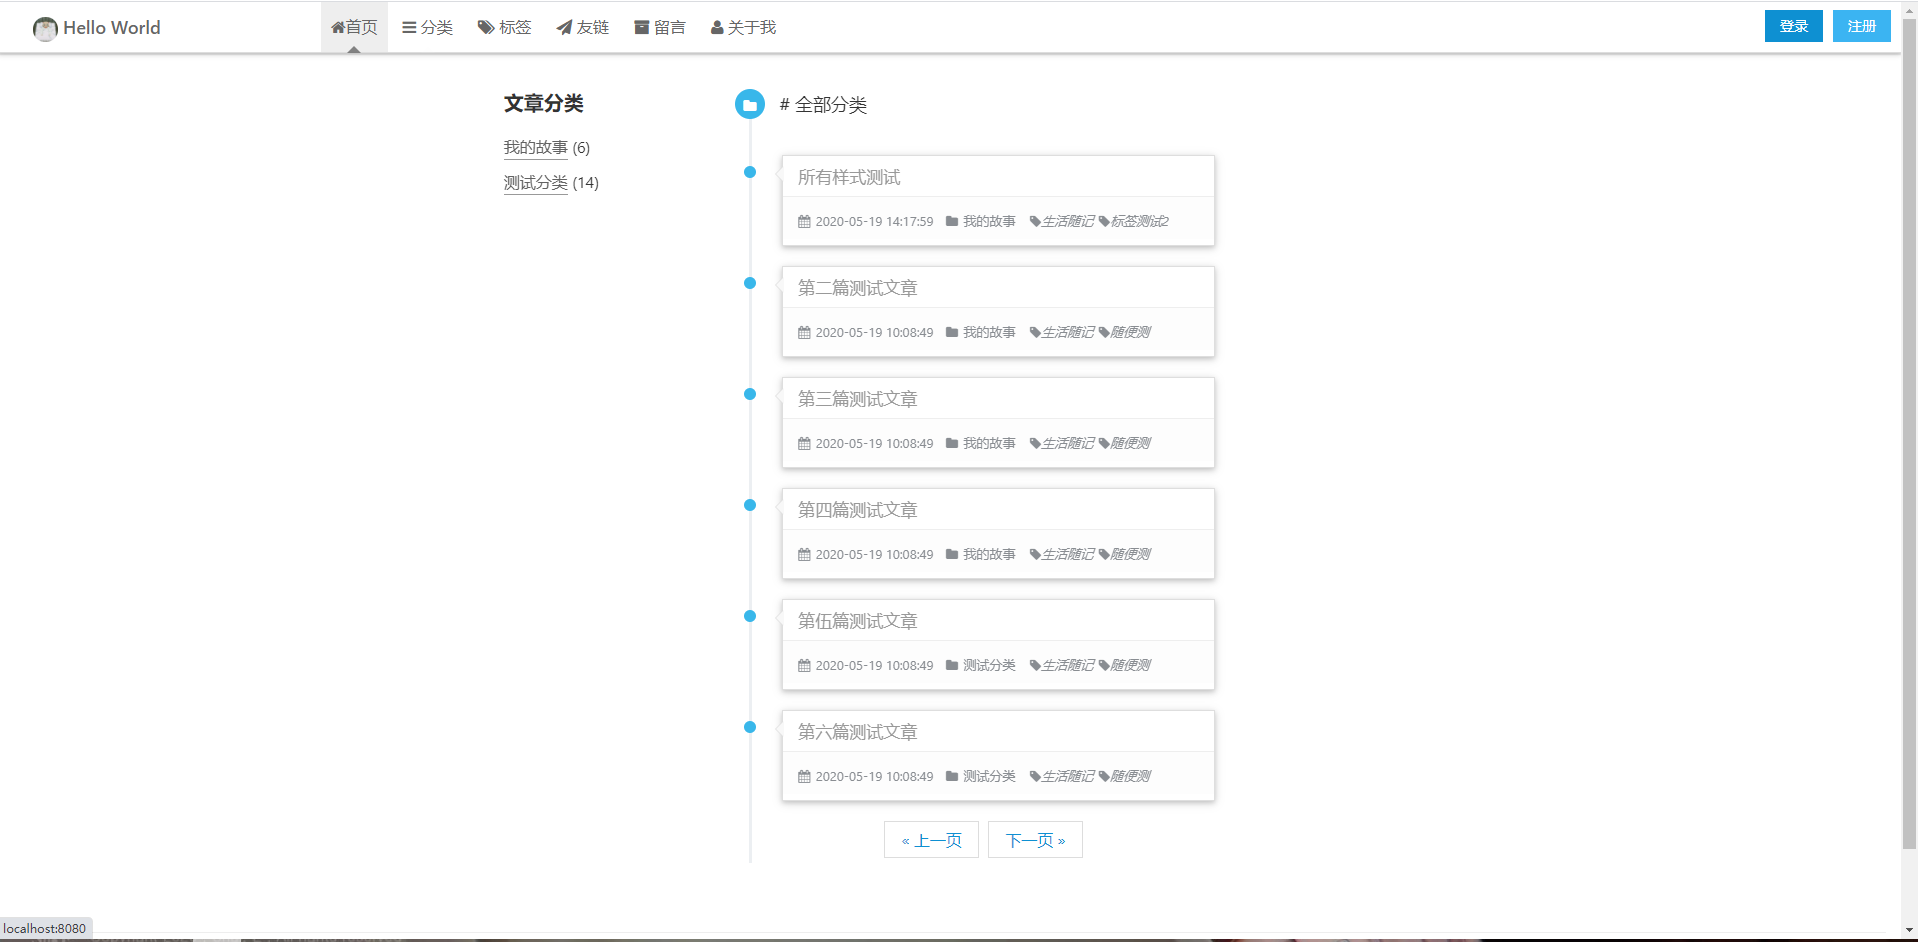 Hello World
首页 分类 标签 友链 留言 关于我
登录 注册
文章分类
我的故事 (6)
测试分类 (14)
# 全部分类
所有样式测试
2020-05-19 14:17:59 我的故事 生活随记 标签测试2
第二篇测试文章
2020-05-19 10:08:49 我的故事 生活随记 随便测
第三篇测试文章
2020-05-19 10:08:49 我的故事 生活随记 随便测
第四篇测试文章
2020-05-19 10:08:49 我的故事 生活随记 随便测
第伍篇测试文章
2020-05-19 10:08:49 测试分类 生活随记 随便测
第六篇测试文章
2020-05-19 10:08:49 测试分类 生活随记 随便测
« 上一页 下一页 »
localhost:8080